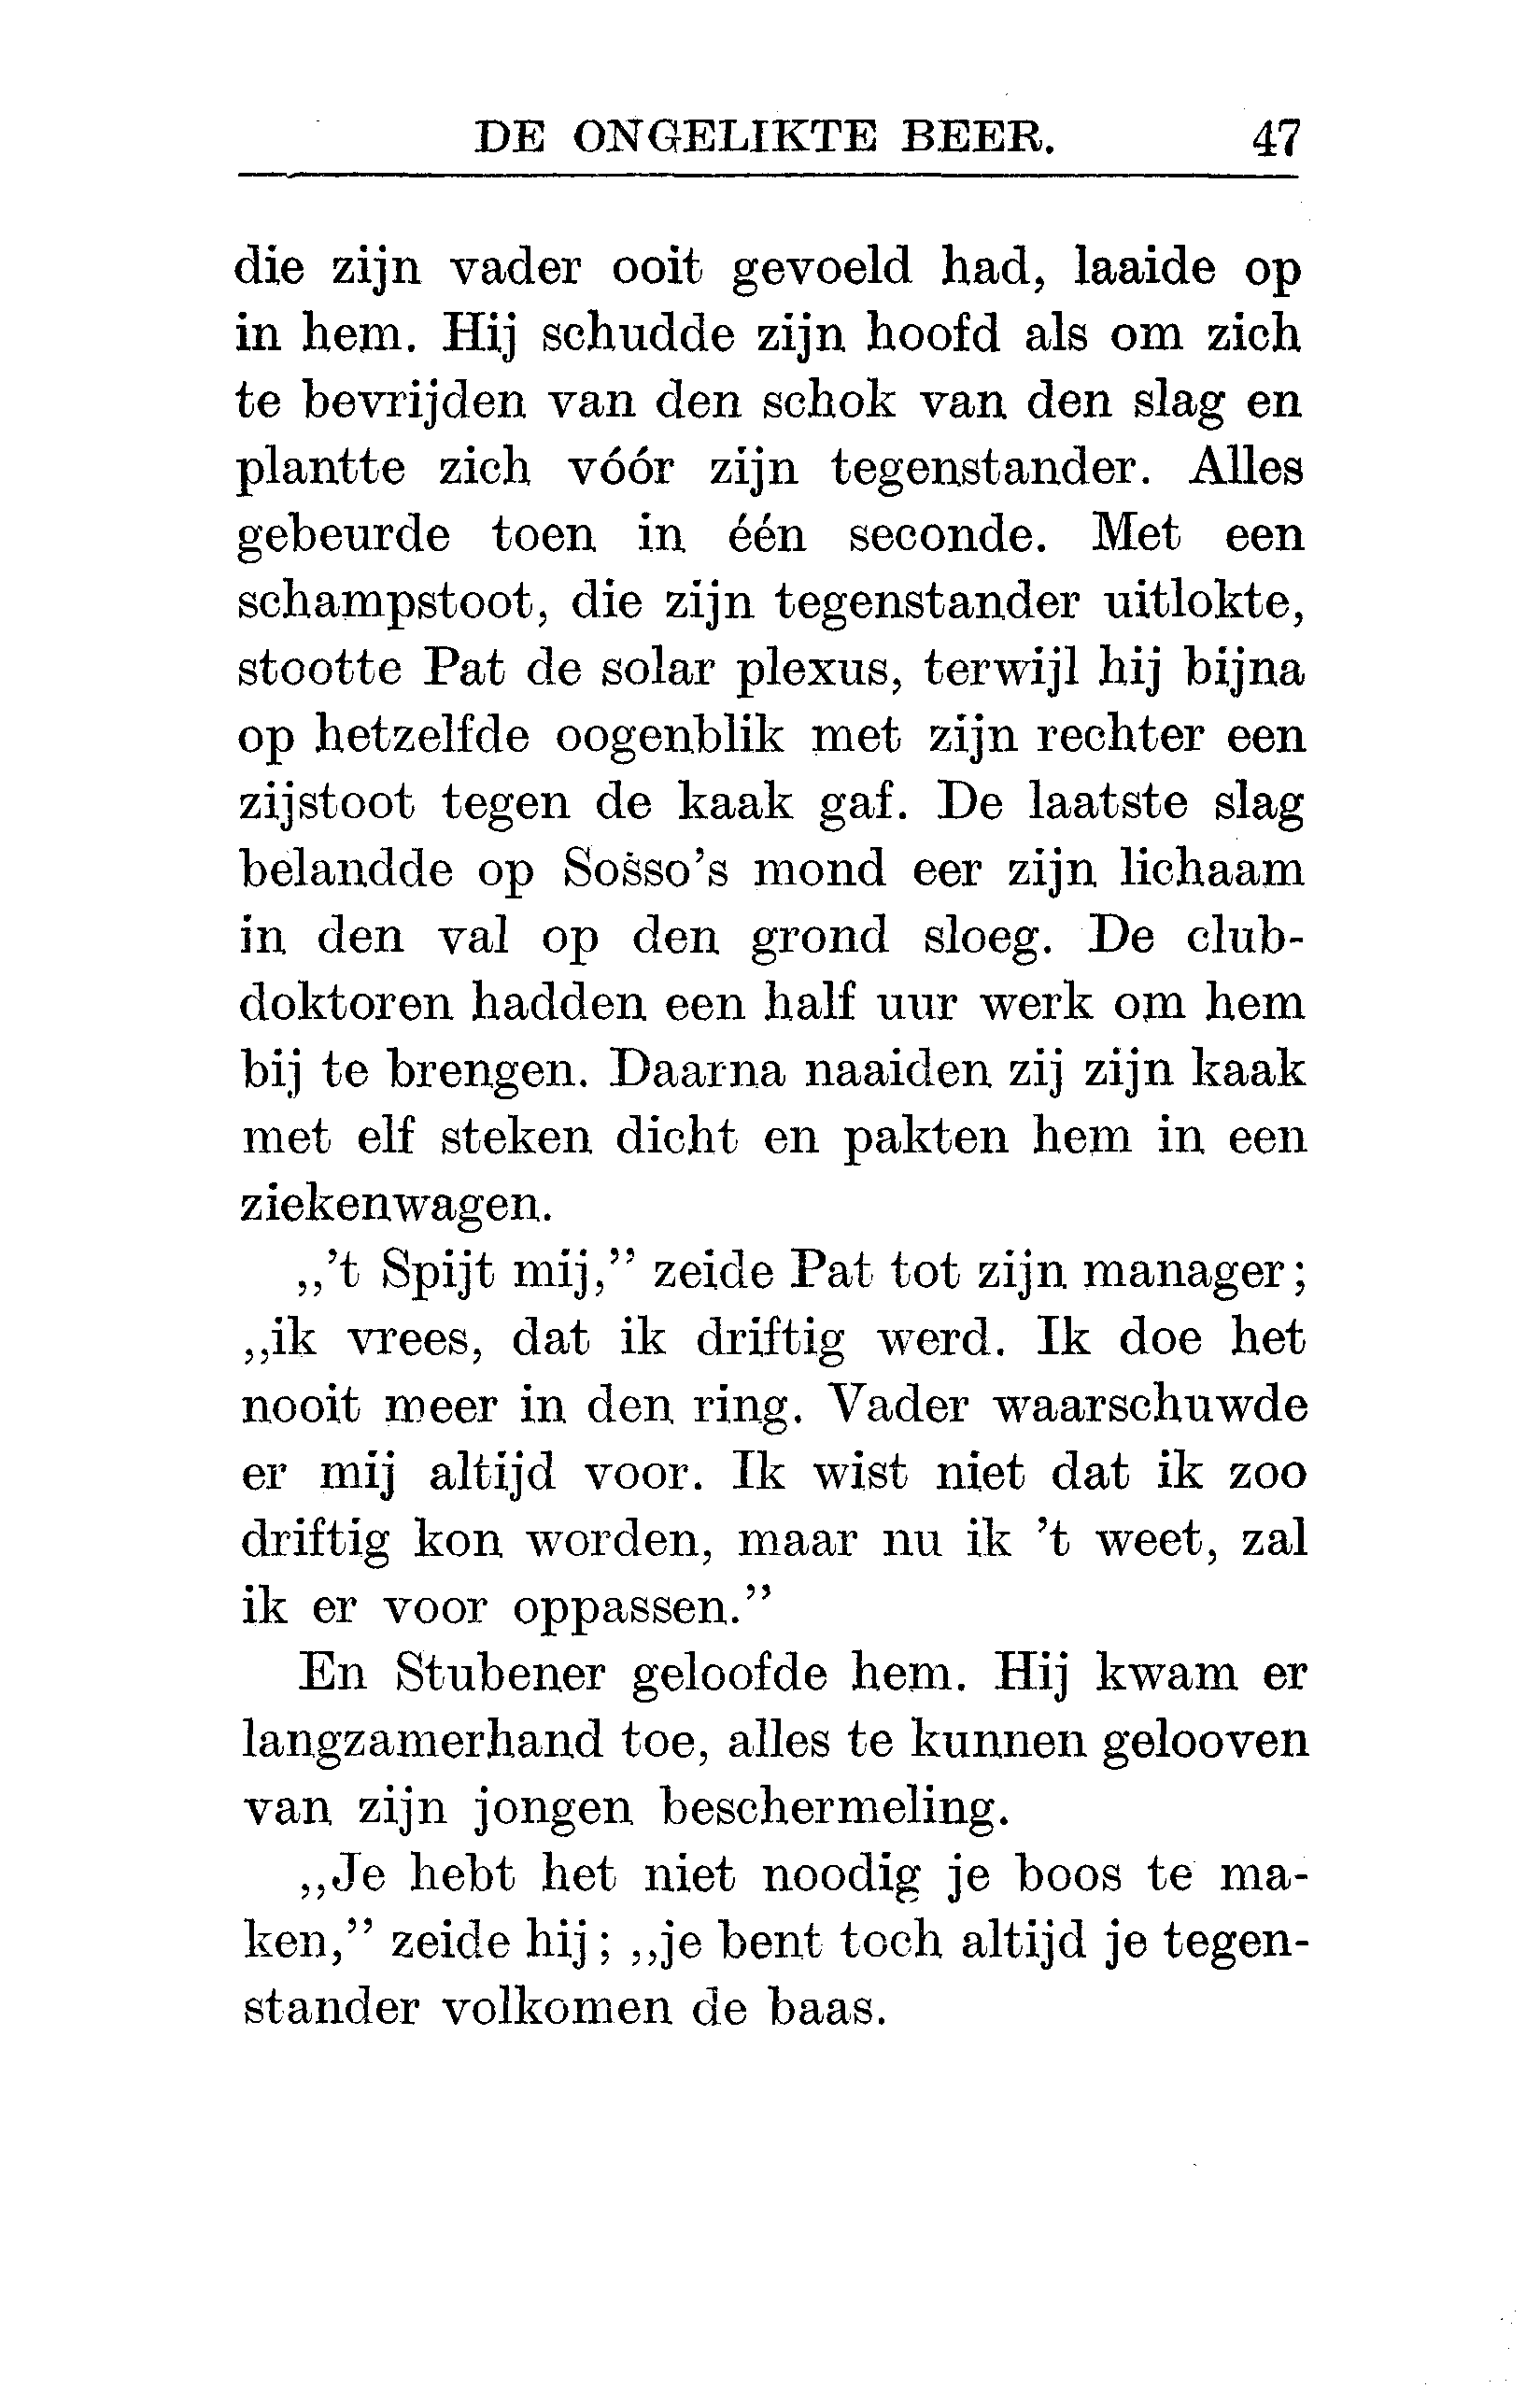 DE ONGELIKTE BEER. 47
die zijn vader ooit gevoeld had, laaide op
in hem. Hij schudde zijn hoofd als om zich
te bevrijden van den schok van den slag en
plantte zich vóór zijn tegenstander. Alles
gebeurde toen in één seconde. Met een
schampstoot, die zijn tegenstander uitlokte,
stootte Pat de solar plexus, terwijl hij bijna
op hetzelfde oogenblik met zijn rechter een
zijstoot tegen de kaak gaf. De laatste slag
belandde op Sosso's mond eer zijn lichaam
in den val op den grond sloeg. De club-
doktoren hadden een half uur werk om hem
bij te brengen. Daarna naaiden zij zijn kaak
met elf steken dicht en pakten hem in een
ziekenwagen.
„'t Spijt mij,” zeide Pat tot zijn manager;
„ik vrees, dat ik driftig werd. Ik doe het
nooit meer in den ring. Vader waarschuwde
er mij altijd voor. Ik wist niet dat ik zoo
driftig kon worden, maar nu ik 't weet, zal
ik er voor oppassen.”
En Stubener geloofde hem. Hij kwam er
langzamerhand toe, alles te kunnen gelooven
van zijn jongen beschermeling.
„Je hebt het niet noodig je boos te ma-
ken,” zeide hij; „je bent toch altijd je tegen-
stander volkomen de baas.